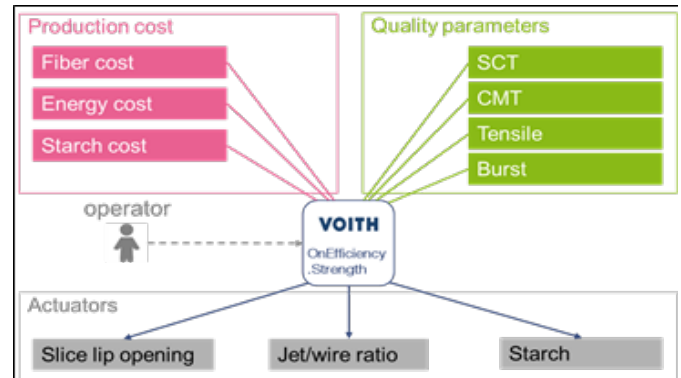 Production cost
Fiber cost
Energy cost
Starch cost
Quality parameters
SCT
CMT
Tensile
Burst
operator
VOITH
OnEfficiency
.Strength
Actuators
Slice lip opening
Jet/wire ratio
Starch